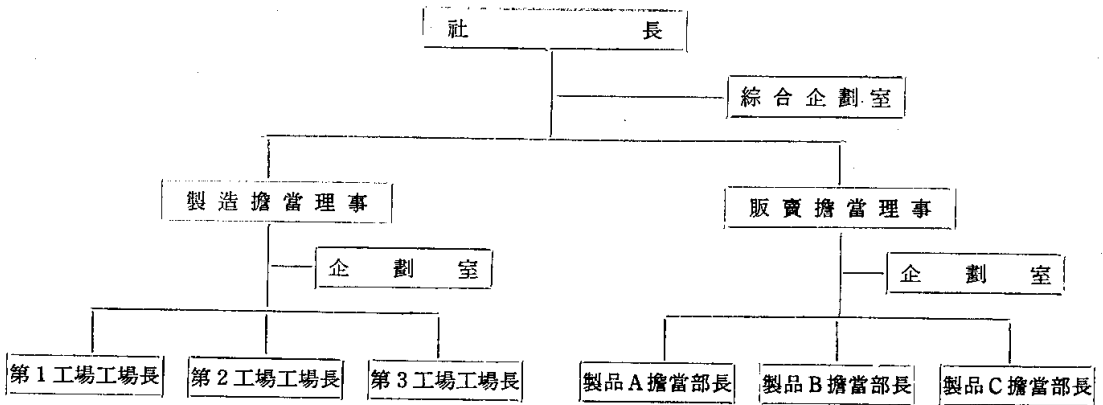 社長
綜合企劃室
製造擔當理事
販賣擔當理事
企劃室
企劃室
第1工場工場長
第2工場工場長
第3工場工場長
製品A擔當部長
製品B擔當部長
製品C擔當部長